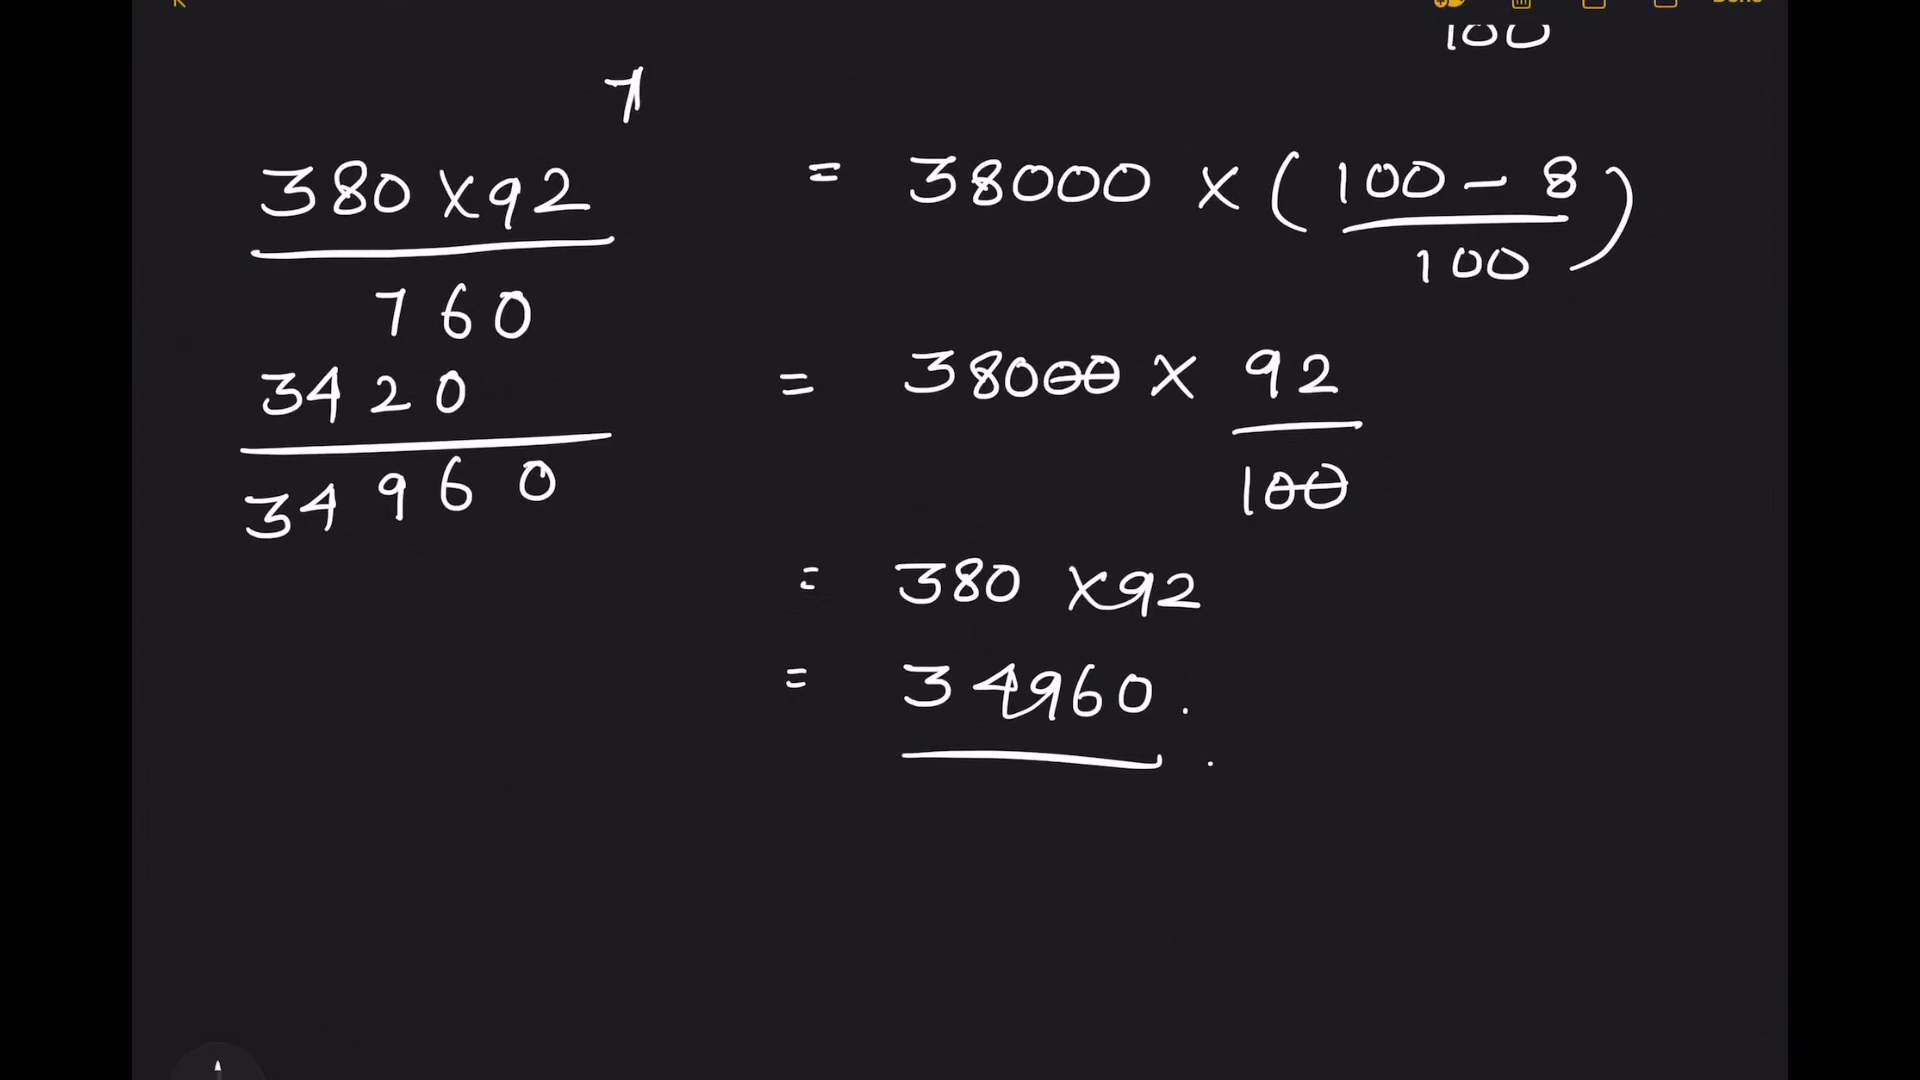 100
7
380 X 92
760
3420
34960
= 38000 X ( 100 - 8 / 100 )
= 38000 X 92 / 100
= 380 X 92
= 34960.